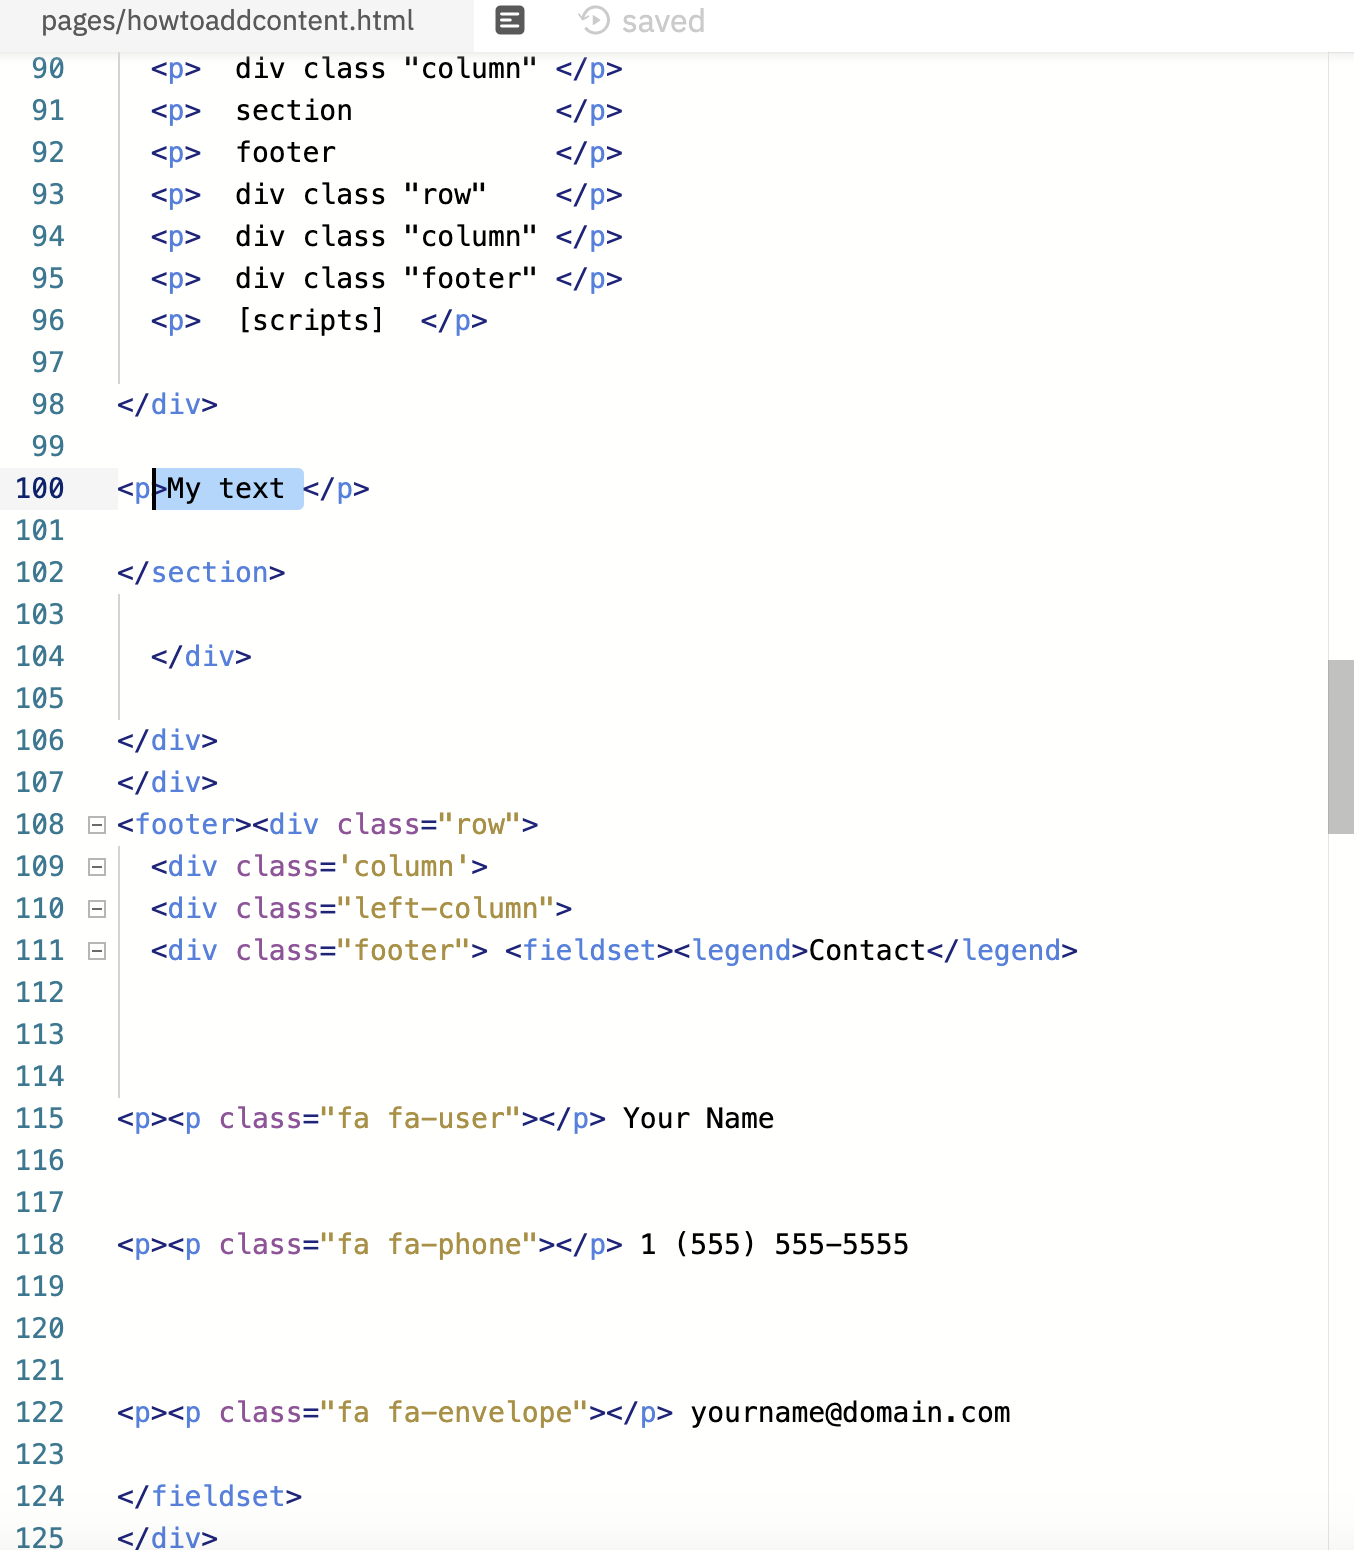 pages/howtoaddcontent.html saved
90 <p>  div class "column" </p>
91 <p>  section            </p>
92 <p>  footer             </p>
93 <p>  div class "row"    </p>
94 <p>  div class "column" </p>
95 <p>  div class "footer" </p>
96 <p>  [scripts]  </p>
97
98 </div>
99
100 <p>My text </p>
101
102 </section>
103
104 </div>
105
106 </div>
107 </div>
108 <footer><div class="row">
109 <div class='column'>
110 <div class="left-column">
111 <div class="footer"> <fieldset><legend>Contact</legend>
112
113
114
115 <p><p class="fa fa-user"></p> Your Name
116
117
118 <p><p class="fa fa-phone"></p> 1 (555) 555-5555
119
120
121
122 <p><p class="fa fa-envelope"></p> yourname@domain.com
123
124 </fieldset>
125 </div>